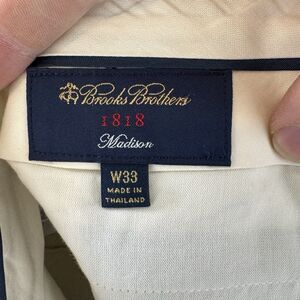 Brooks Brothers
1818
Madison
W33
MADE IN
THAILAND